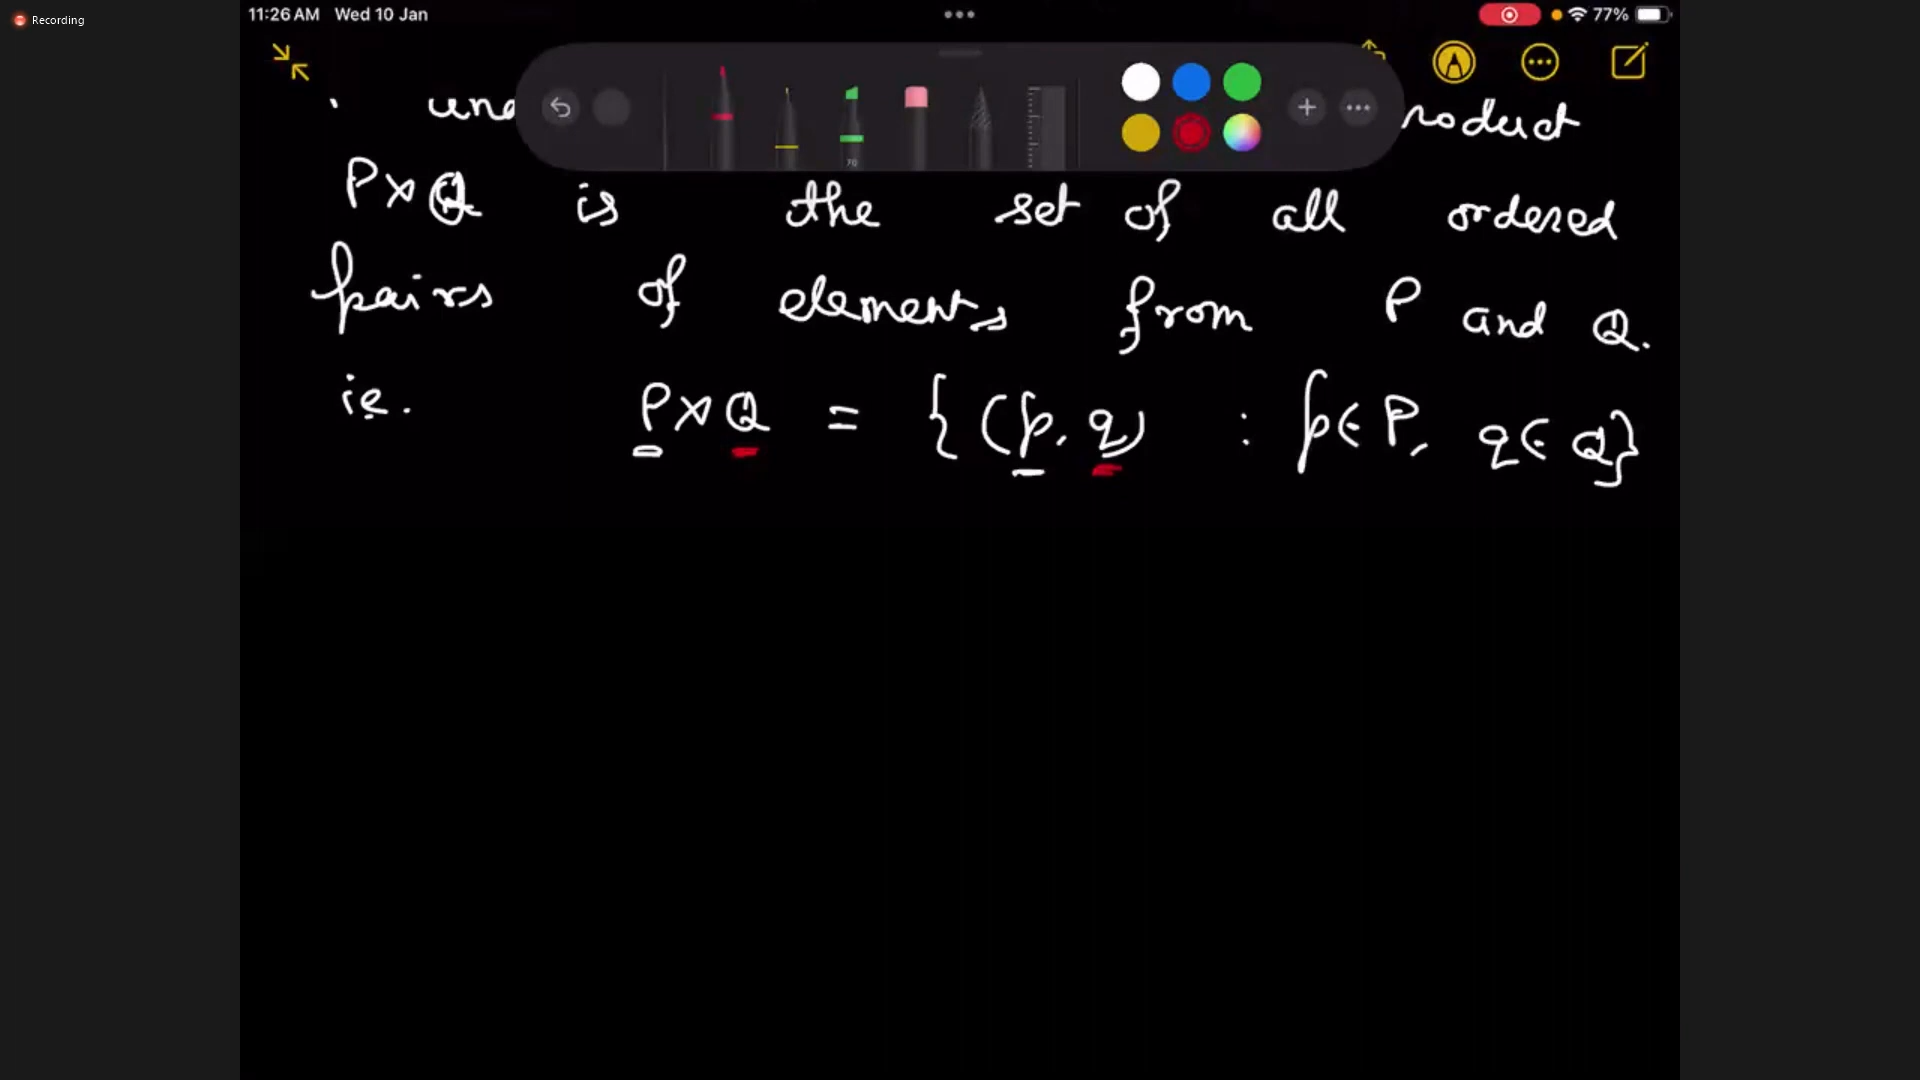 Recording
11:26 AM Wed 10 Jan
77%
70
P×Q is the set of all ordered
pairs of elements from P and Q.
ie. P×Q = {(p, q) : p∈P, q∈Q}